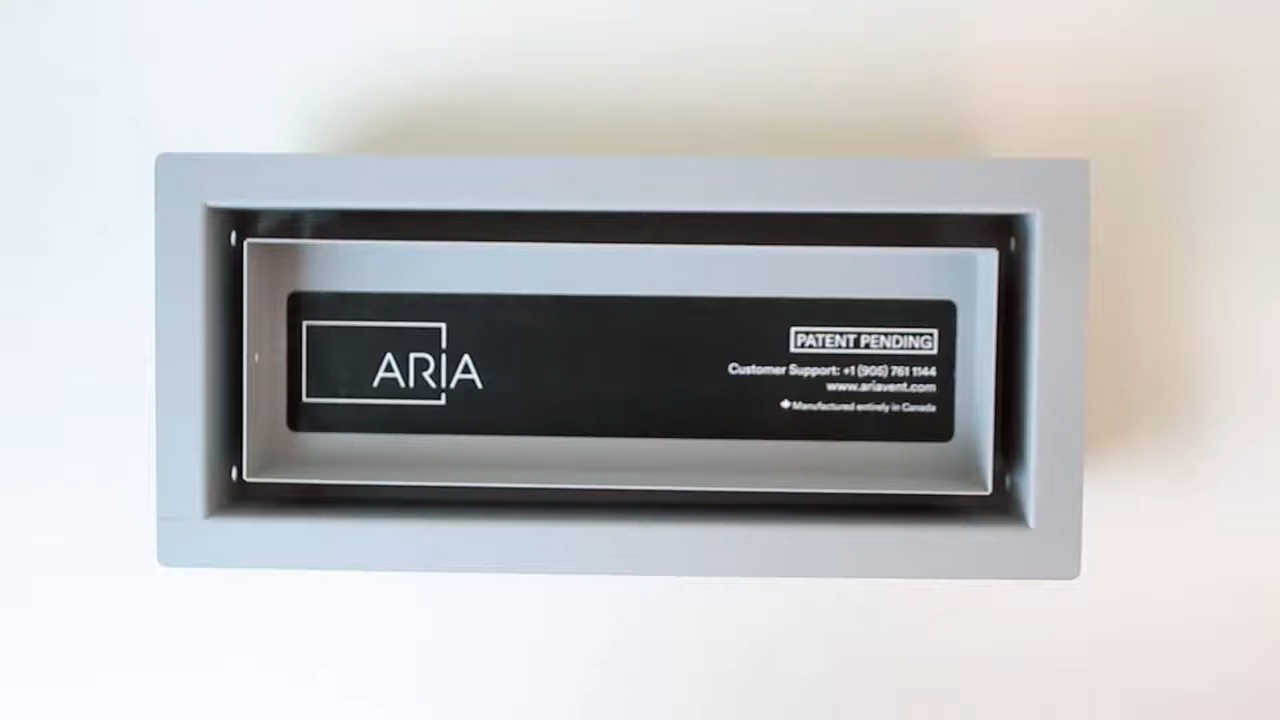 ARIA
PATENT PENDING
Customer Support: +1 (905) 761 1144
www.ariavent.com
Manufactured entirely in Canada